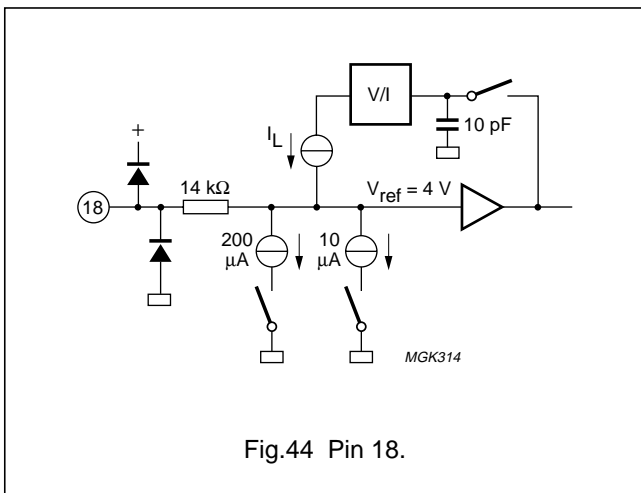 V/I
10 pF
I_L
+
14 kΩ
V_ref = 4 V
18
200 μA
10 μA
MGK314
Fig.44 Pin 18.